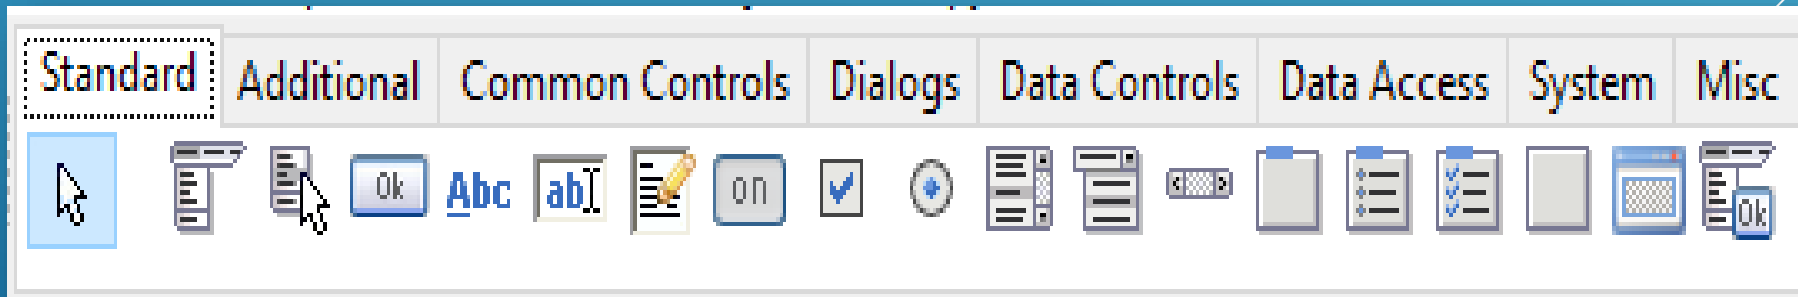 Standard Additional Common Controls Dialogs Data Controls Data Access System Misc
Ok Abc ab on Ok